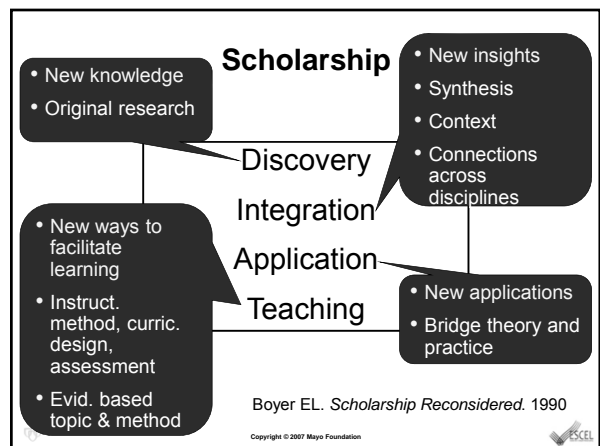 Scholarship
• New knowledge
• Original research
• New insights
• Synthesis
• Context
• Connections
across
disciplines
Discovery
Integration
Application
Teaching
• New ways to
facilitate
learning
• Instruct.
method, curric.
design,
assessment
• Evid. based
topic & method
• New applications
• Bridge theory and
practice
Boyer EL. Scholarship Reconsidered. 1990
Copyright © 2007 Mayo Foundation
ESCEL